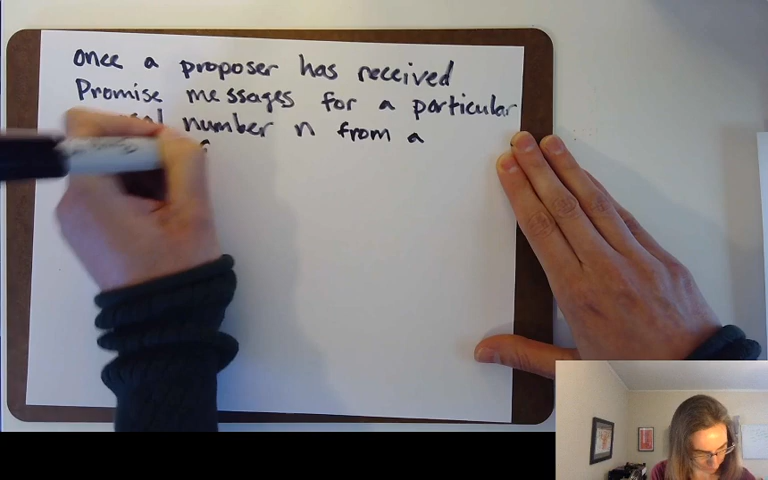 once a proposer has received
Promise messages for a particular
number n from a